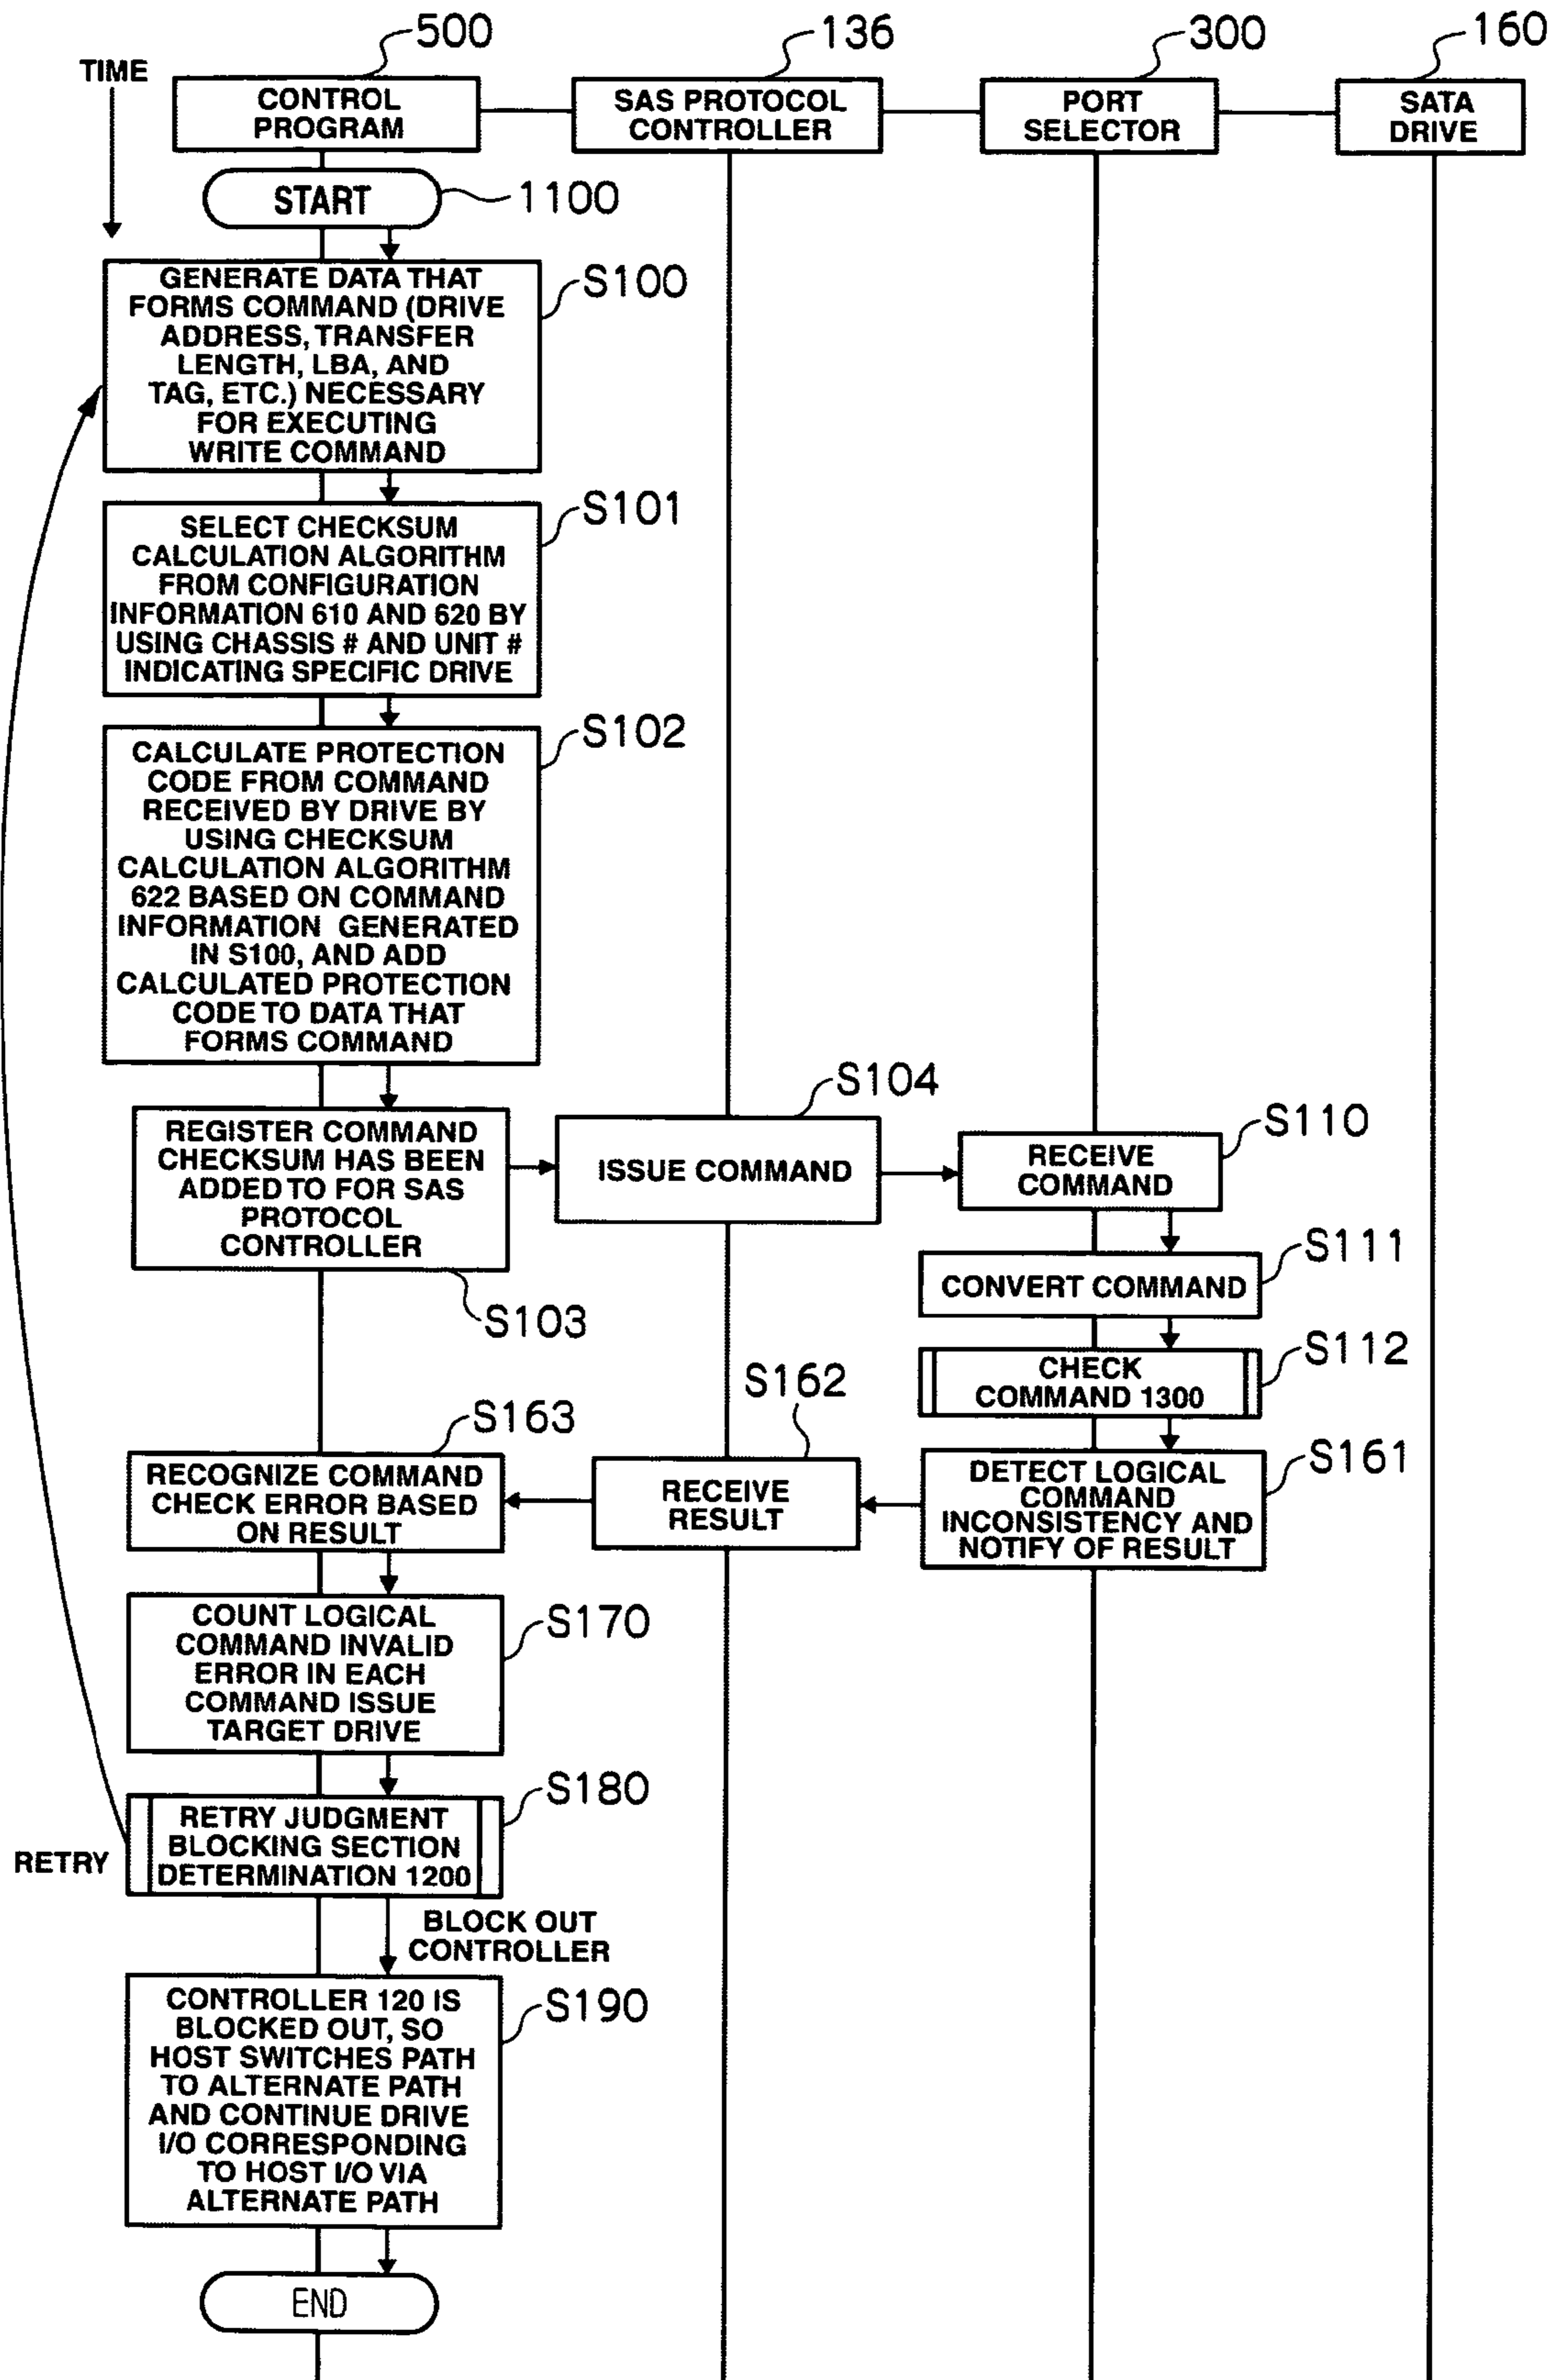 500
136
300
160
TIME
CONTROL
PROGRAM
SAS PROTOCOL
CONTROLLER
PORT
SELECTOR
SATA
DRIVE
START
1100
GENERATE DATA THAT
FORMS COMMAND (DRIVE
ADDRESS, TRANSFER
LENGTH, LBA, AND
TAG, ETC.) NECESSARY
FOR EXECUTING
WRITE COMMAND
S100
SELECT CHECKSUM
CALCULATION ALGORITHM
FROM CONFIGURATION
INFORMATION 610 AND 620 BY
USING CHASSIS # AND UNIT #
INDICATING SPECIFIC DRIVE
S101
CALCULATE PROTECTION
CODE FROM COMMAND
RECEIVED BY DRIVE BY
USING CHECKSUM
CALCULATION ALGORITHM
622 BASED ON COMMAND
INFORMATION GENERATED
IN S100, AND ADD
CALCULATED PROTECTION
CODE TO DATA THAT
FORMS COMMAND
S102
REGISTER COMMAND
CHECKSUM HAS BEEN
ADDED TO FOR SAS
PROTOCOL
CONTROLLER
S103
ISSUE COMMAND
S104
RECEIVE
COMMAND
S110
CONVERT COMMAND
S111
CHECK
COMMAND 1300
S112
DETECT LOGICAL
COMMAND
INCONSISTENCY AND
NOTIFY OF RESULT
S161
RECEIVE
RESULT
S162
RECOGNIZE COMMAND
CHECK ERROR BASED
ON RESULT
S163
COUNT LOGICAL
COMMAND INVALID
ERROR IN EACH
COMMAND ISSUE
TARGET DRIVE
S170
RETRY JUDGMENT
BLOCKING SECTION
DETERMINATION 1200
S180
RETRY
BLOCK OUT
CONTROLLER
CONTROLLER 120 IS
BLOCKED OUT, SO
HOST SWITCHES PATH
TO ALTERNATE PATH
AND CONTINUE DRIVE
I/O CORRESPONDING
TO HOST I/O VIA
ALTERNATE PATH
S190
END